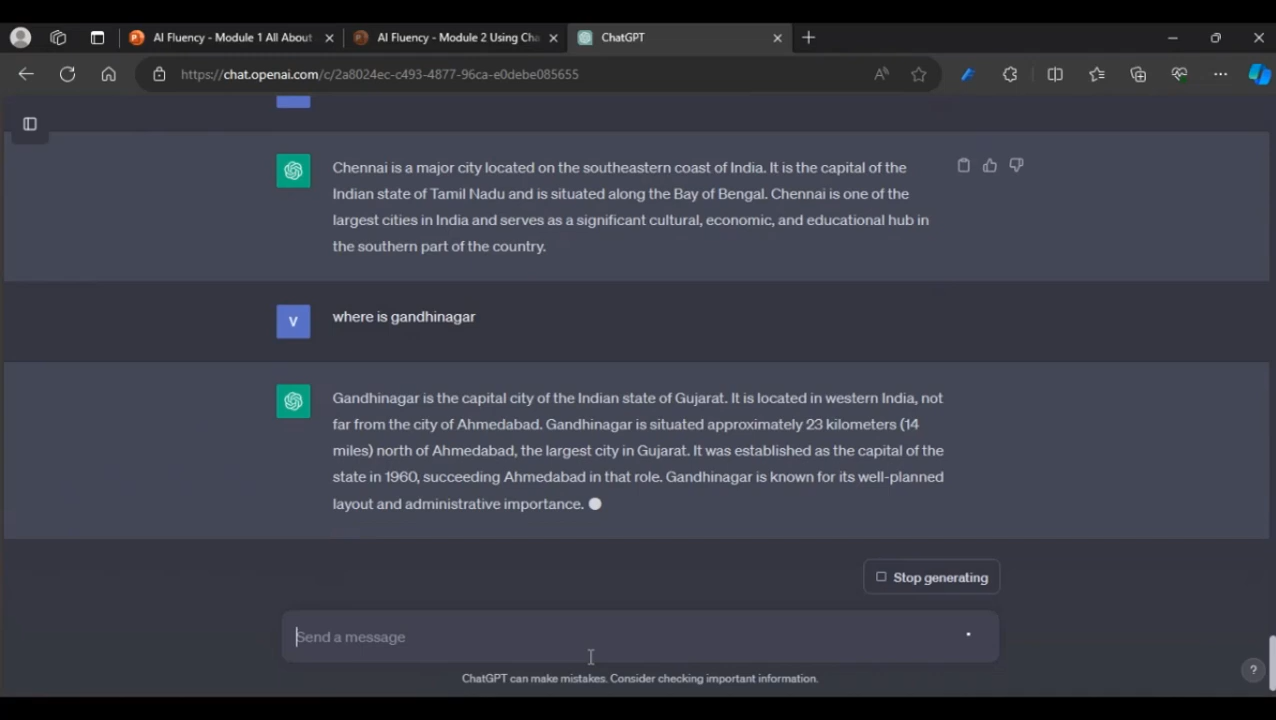 AI Fluency - Module 1 All About
AI Fluency - Module 2 Using Cha
ChatGPT
https://chat.openai.com/c/2a8024ec-c493-4877-96ca-e0debe085655
Chennai is a major city located on the southeastern coast of India. It is the capital of the
Indian state of Tamil Nadu and is situated along the Bay of Bengal. Chennai is one of the
largest cities in India and serves as a significant cultural, economic, and educational hub in
the southern part of the country.
V
where is gandhinagar
Gandhinagar is the capital city of the Indian state of Gujarat. It is located in western India, not
far from the city of Ahmedabad. Gandhinagar is situated approximately 23 kilometers (14
miles) north of Ahmedabad, the largest city in Gujarat. It was established as the capital of the
state in 1960, succeeding Ahmedabad in that role. Gandhinagar is known for its well-planned
layout and administrative importance.
Stop generating
Send a message
ChatGPT can make mistakes. Consider checking important information.
?